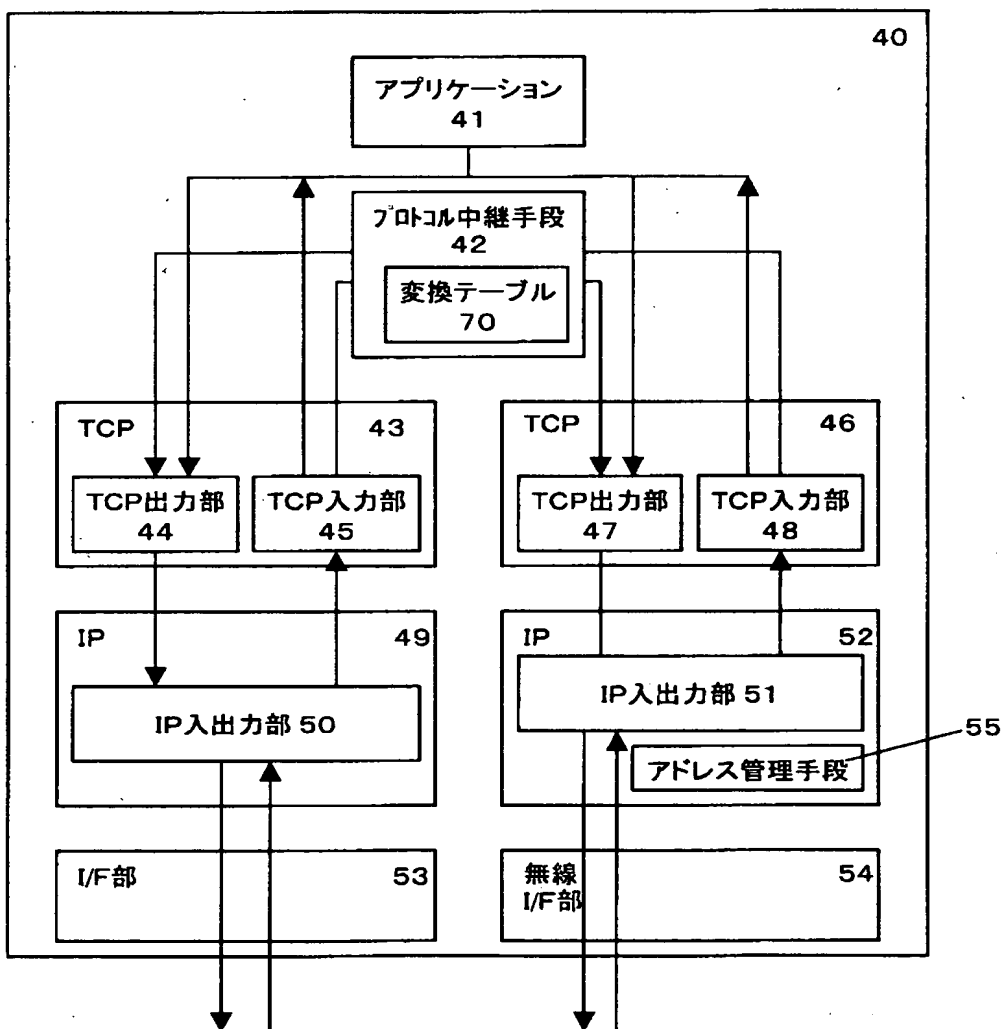 40
アプリケーション
41
プロトコル中継手段
42
変換テーブル
70
TCP 43
TCP出力部
44
TCP入力部
45
TCP 46
TCP出力部
47
TCP入力部
48
IP 49
IP入出力部 50
IP 52
IP入出力部 51
アドレス管理手段
55
I/F部 53
無線 54
I/F部